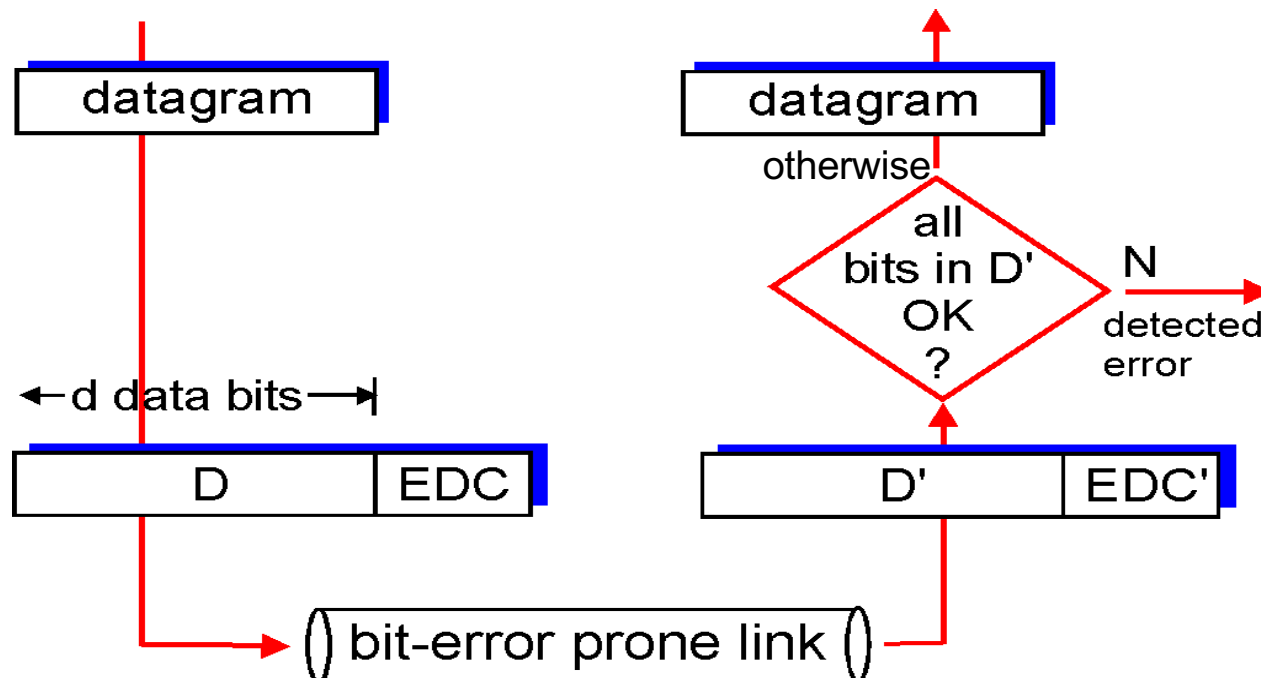 datagram
datagram
otherwise
all
bits in D'
OK
?
N
detected
error
d data bits
D EDC
D' EDC'
bit-error prone link